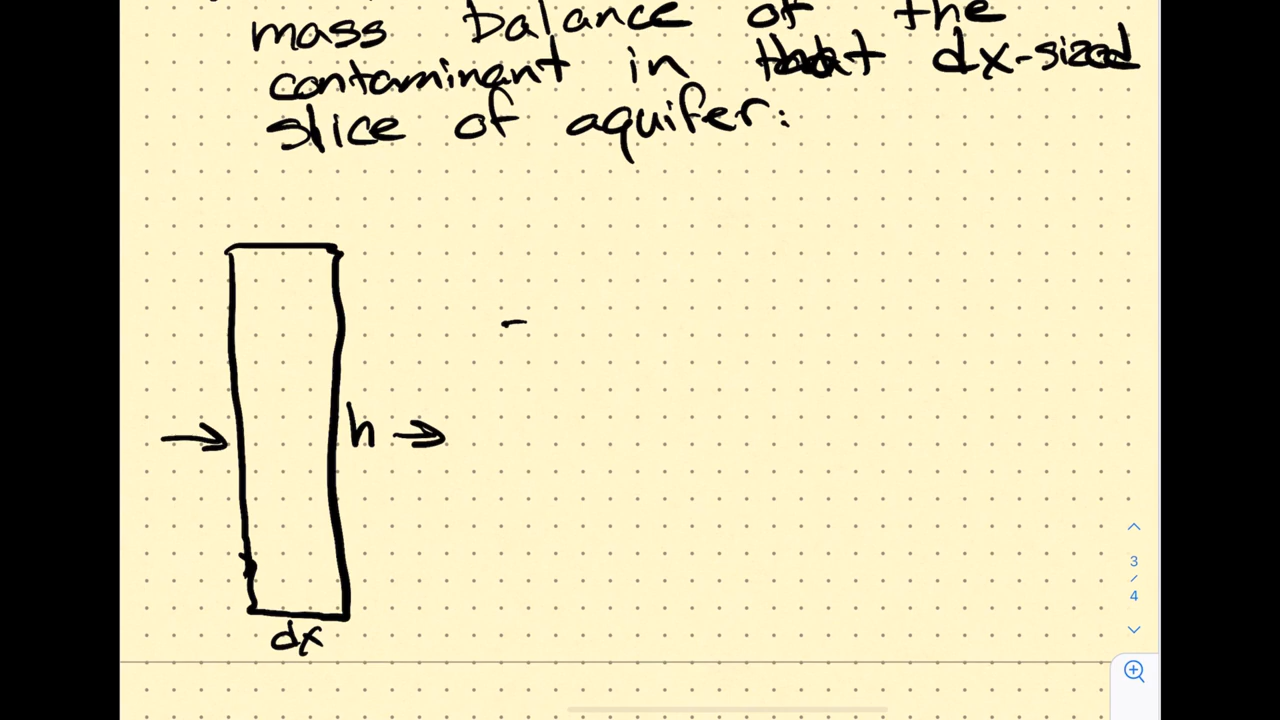 mass balance of the
contaminant in that dx-sized
slice of aquifer:
h
dx
3
/
4